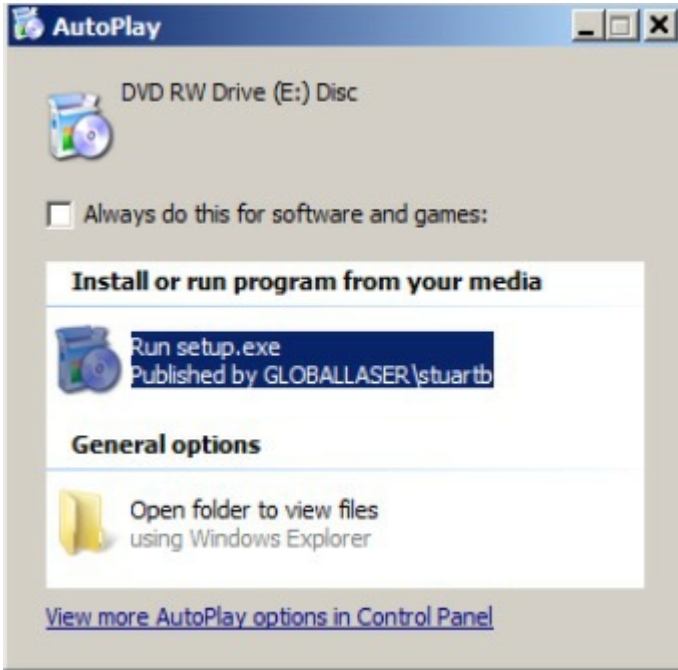 AutoPlay
DVD RW Drive (E:) Disc
Always do this for software and games:
Install or run program from your media
Run setup.exe
Published by GLOBALLASER\stuartb
General options
Open folder to view files
using Windows Explorer
View more AutoPlay options in Control Panel